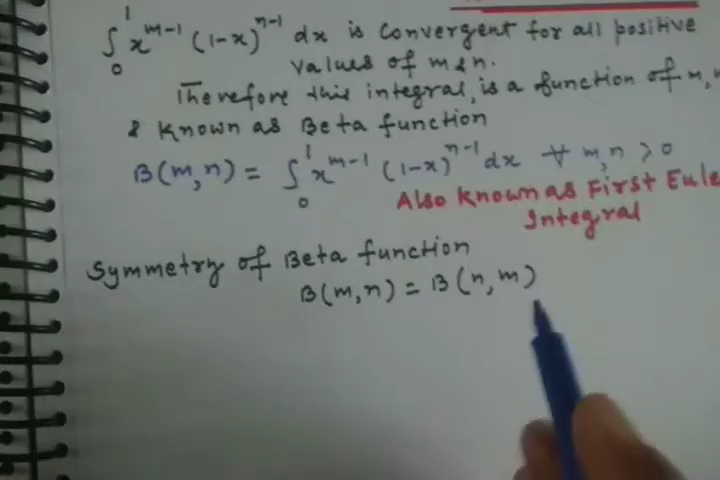 ∫₀¹ x^(m-1) (1-x)^(n-1) dx is convergent for all positive
values of m & n.
Therefore this integral, is a function of m, n
& known as Beta function
B(m,n) = ∫₀¹ x^(m-1) (1-x)^(n-1) dx ∀ m,n > 0
Also known as First Eule
Integral
Symmetry of Beta function
B(m,n) = B(n,m)